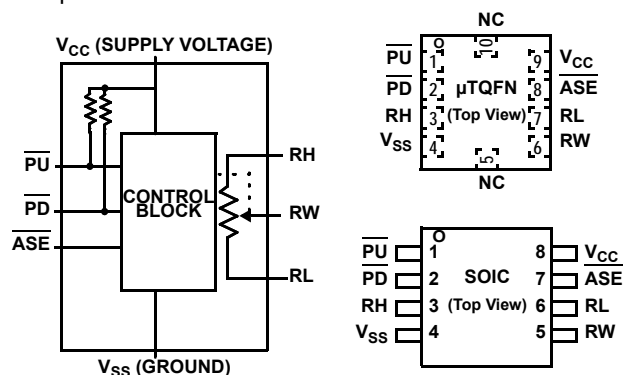 VCC (SUPPLY VOLTAGE)
PU
PD
ASE
CONTROL
BLOCK
RH
RW
RL
VSS (GROUND)
NC
10
O
PU 1 9 VCC
PD 2 µTQFN 8 ASE
RH 3 (Top View) 7 RL
VSS 4 6 RW
5
NC
O
PU 1 8 VCC
PD 2 SOIC 7 ASE
RH 3 (Top View) 6 RL
VSS 4 5 RW